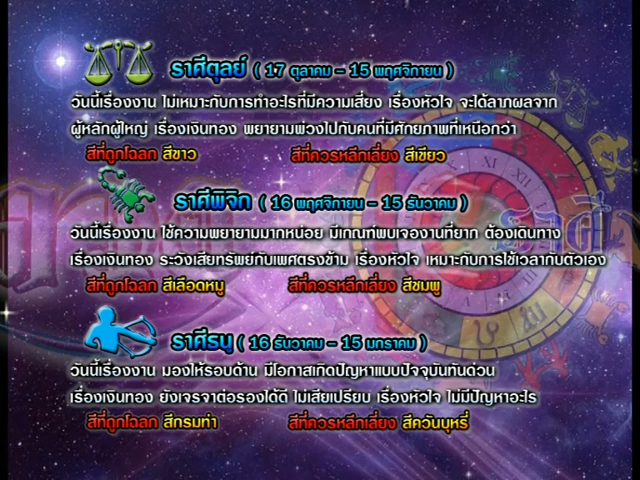 ราศีตุลย์ ( 17 ตุลาคม – 15 พฤศจิกายน )
วันนี้เรื่องงาน ไม่เหมาะกับการทำอะไรที่มีความเสี่ยง เรื่องหัวใจ จะได้ลาภผลจาก
ผู้หลักผู้ใหญ่ เรื่องเงินทอง พยายามพ่วงไปกับคนที่มีศักยภาพที่เหนือกว่า
สีที่ถูกโฉลก สีขาว สีที่ควรหลีกเลี่ยง สีเขียว
ราศีพิจิก ( 16 พฤศจิกายน – 15 ธันวาคม )
วันนี้เรื่องงาน ใช้ความพยายามมากหน่อย มีเกณฑ์พบเจองานที่ยาก ต้องเดินทาง
เรื่องเงินทอง ระวังเสียทรัพย์กับเพศตรงข้าม เรื่องหัวใจ เหมาะกับการใช้เวลากับตัวเอง
สีที่ถูกโฉลก สีเลือดหมู สีที่ควรหลีกเลี่ยง สีชมพู
ราศีธนู ( 16 ธันวาคม – 15 มกราคม )
วันนี้เรื่องงาน มองให้รอบด้าน มีโอกาสเกิดปัญหาแบบปัจจุบันทันด่วน
เรื่องเงินทอง ยังเจรจาต่อรองได้ดี ไม่เสียเปรียบ เรื่องหัวใจ ไม่มีปัญหาอะไร
สีที่ถูกโฉลก สีกรมท่า สีที่ควรหลีกเลี่ยง สีควันบุหรี่